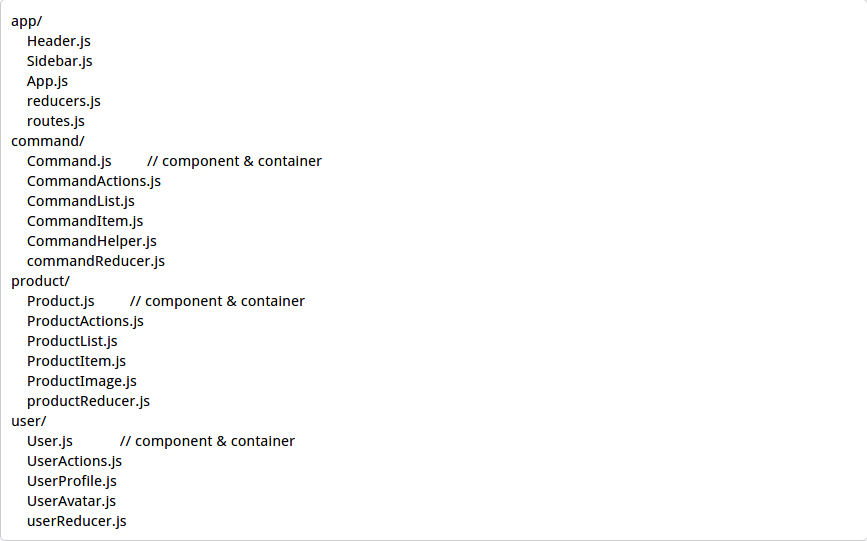 app/
    Header.js
    Sidebar.js
    App.js
    reducers.js
    routes.js
command/
    Command.js         // component & container
    CommandActions.js
    CommandList.js
    CommandItem.js
    CommandHelper.js
    commandReducer.js
product/
    Product.js         // component & container
    ProductActions.js
    ProductList.js
    ProductItem.js
    ProductImage.js
    productReducer.js
user/
    User.js            // component & container
    UserActions.js
    UserProfile.js
    UserAvatar.js
    userReducer.js